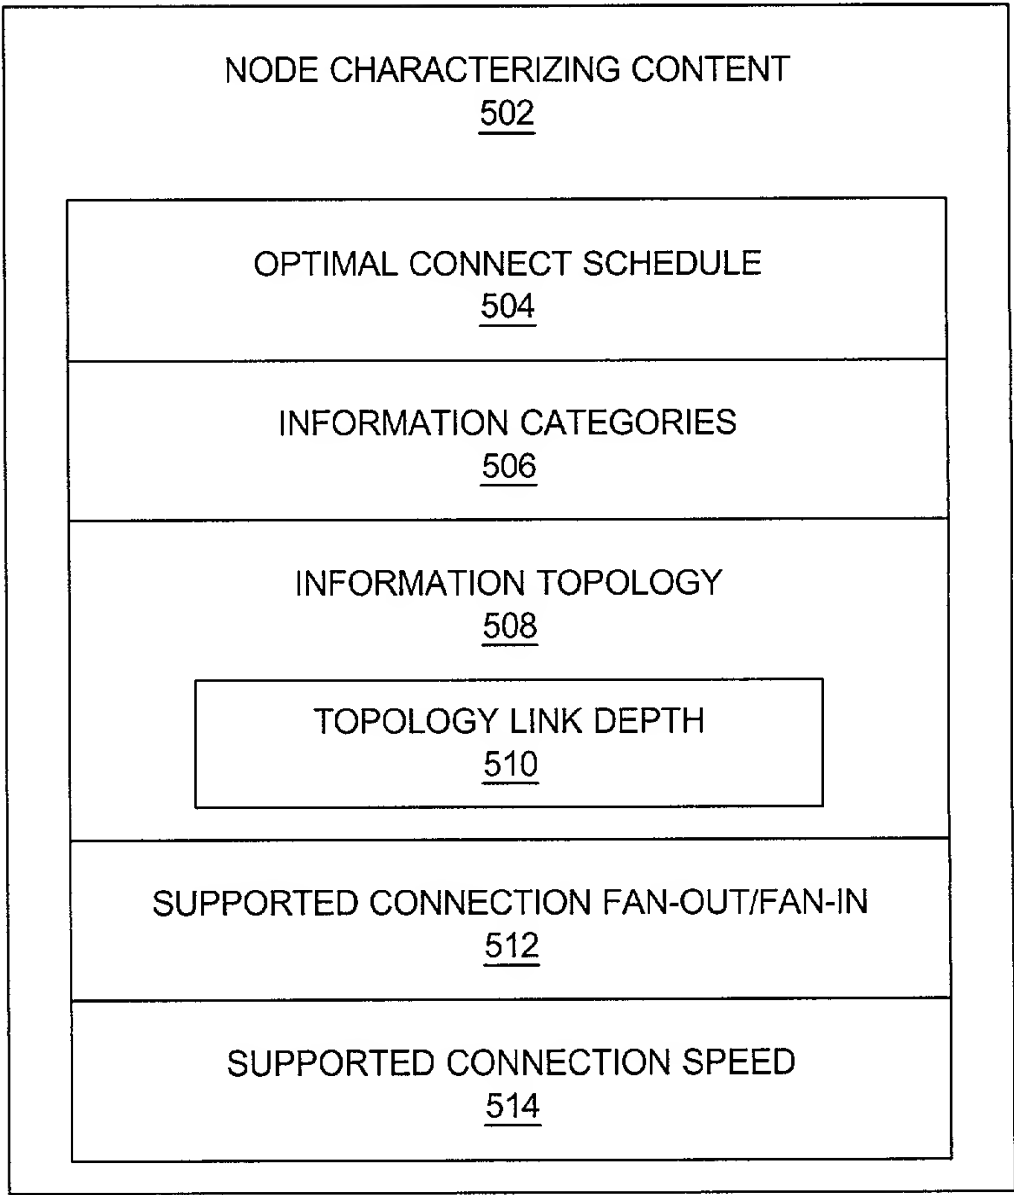 NODE CHARACTERIZING CONTENT
502
OPTIMAL CONNECT SCHEDULE
504
INFORMATION CATEGORIES
506
INFORMATION TOPOLOGY
508
TOPOLOGY LINK DEPTH
510
SUPPORTED CONNECTION FAN-OUT/FAN-IN
512
SUPPORTED CONNECTION SPEED
514